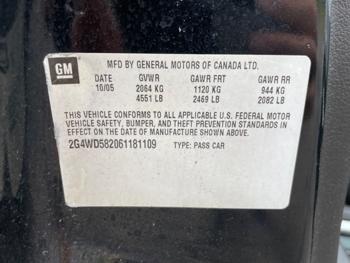 GM
MFD BY GENERAL MOTORS OF CANADA LTD.
DATE GVWR GAWR FRT GAWR RR
10/05 2064 KG 1120 KG 944 KG
4551 LB 2469 LB 2082 LB
THIS VEHICLE CONFORMS TO ALL APPLICABLE U.S. FEDERAL MOTOR
VEHICLE SAFETY, BUMPER, AND THEFT PREVENTION STANDARDS IN
EFFECT ON THE DATE OF MANUFACTURE SHOWN ABOVE.
2G4WD582061181109 TYPE: PASS CAR